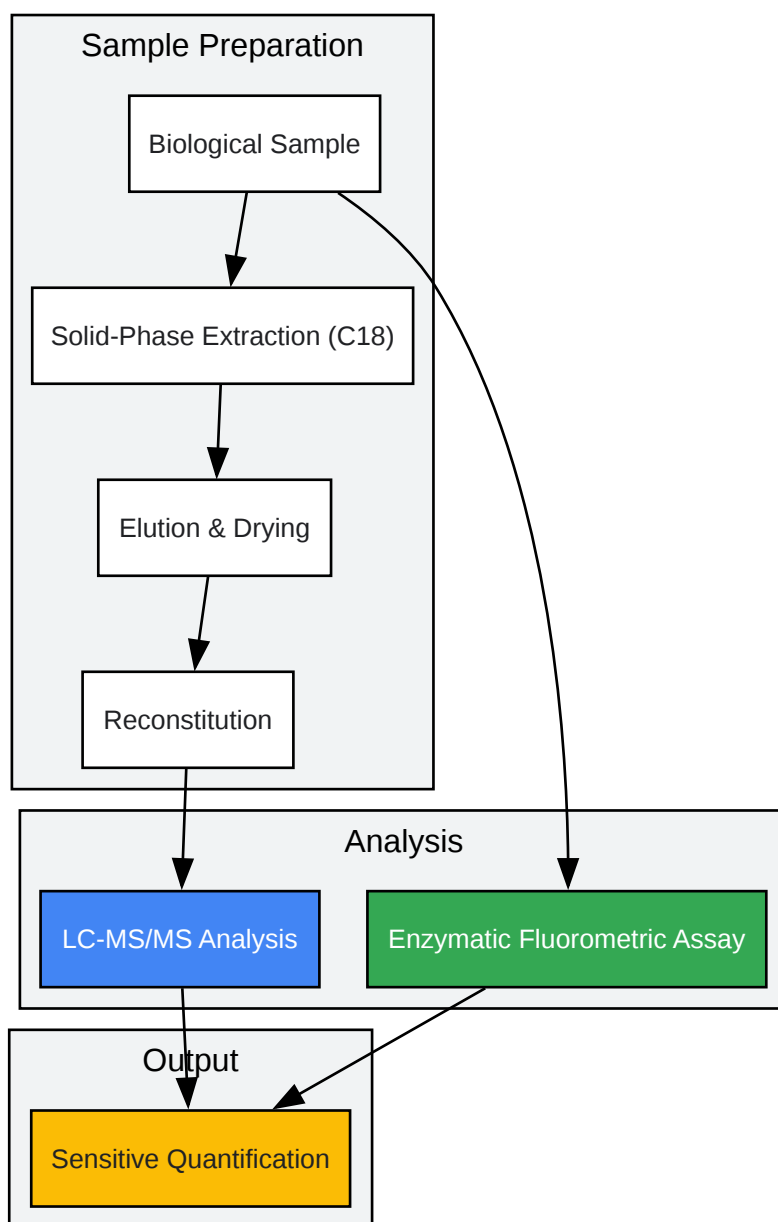 Sample Preparation
Biological Sample
Solid-Phase Extraction (C18)
Elution & Drying
Reconstitution
Analysis
LC-MS/MS Analysis
Enzymatic Fluorometric Assay
Output
Sensitive Quantification